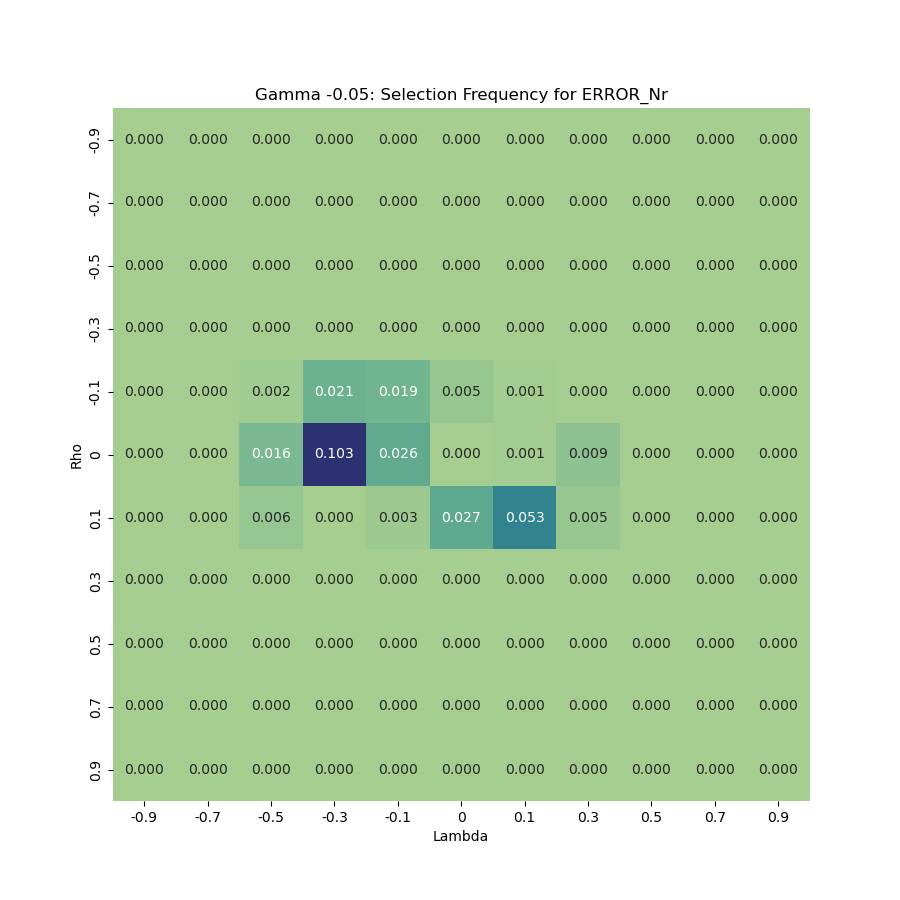 Gamma -0.05: Selection Frequency for ERROR_Nr
-0.9 0.000 0.000 0.000 0.000 0.000 0.000 0.000 0.000 0.000 0.000 0.000
-0.7 0.000 0.000 0.000 0.000 0.000 0.000 0.000 0.000 0.000 0.000 0.000
-0.5 0.000 0.000 0.000 0.000 0.000 0.000 0.000 0.000 0.000 0.000 0.000
-0.3 0.000 0.000 0.000 0.000 0.000 0.000 0.000 0.000 0.000 0.000 0.000
-0.1 0.000 0.000 0.002 0.021 0.019 0.005 0.001 0.000 0.000 0.000 0.000
Rho
0 0.000 0.000 0.016 0.103 0.026 0.000 0.001 0.009 0.000 0.000 0.000
0.1 0.000 0.000 0.006 0.000 0.003 0.027 0.053 0.005 0.000 0.000 0.000
0.3 0.000 0.000 0.000 0.000 0.000 0.000 0.000 0.000 0.000 0.000 0.000
0.5 0.000 0.000 0.000 0.000 0.000 0.000 0.000 0.000 0.000 0.000 0.000
0.7 0.000 0.000 0.000 0.000 0.000 0.000 0.000 0.000 0.000 0.000 0.000
0.9 0.000 0.000 0.000 0.000 0.000 0.000 0.000 0.000 0.000 0.000 0.000
-0.9 -0.7 -0.5 -0.3 -0.1 0 0.1 0.3 0.5 0.7 0.9
Lambda